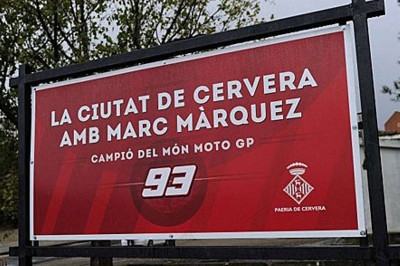 LA CIUTAT DE CERVERA
AMB MARC MÀRQUEZ
CAMPIÓ DEL MÓN MOTO GP
93
PAERIA DE CERVERA